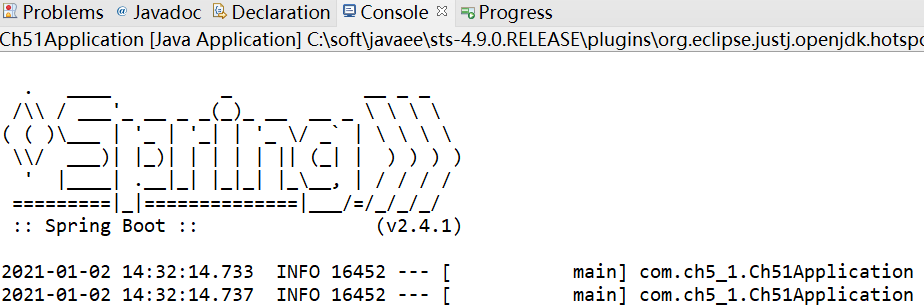 Problems @ Javadoc Declaration Console Progress
Ch51Application [Java Application] C:\soft\javaee\sts-4.9.0.RELEASE\plugins\org.eclipse.justj.openjdk.hotspo
  .   ____          _            __ _ _
 /\\ / ___'_ __ _ _(_)_ __  __ _ \ \ \ \
( ( )\___ | '_ | '_| | '_ \/ _` | \ \ \ \
 \\/  ___)| |_)| | | | | || (_| |  ) ) ) )
  '  |____| .__|_| |_|_| |_\__, | / / / /
 =========|_|==============|___/=/_/_/_/
 :: Spring Boot ::                (v2.4.1)
2021-01-02 14:32:14.733  INFO 16452 --- [           main] com.ch5_1.Ch51Application
2021-01-02 14:32:14.737  INFO 16452 --- [           main] com.ch5_1.Ch51Application